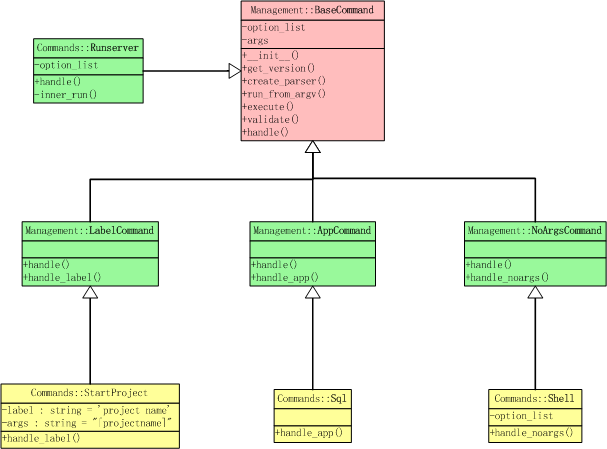 Management::BaseCommand
-option_list
-args
+__init__()
+get_version()
+create_parser()
+run_from_argv()
+execute()
+validate()
+handle()
Commands::Runserver
-option_list
+handle()
-inner_run()
Management::LabelCommand
+handle()
+handle_label()
Management::AppCommand
+handle()
+handle_app()
Management::NoArgsCommand
+handle()
+handle_noargs()
Commands::StartProject
-label : string = 'project name'
-args : string = "[projectname]"
+handle_label()
Commands::Sql
+handle_app()
Commands::Shell
-option_list
+handle_noargs()